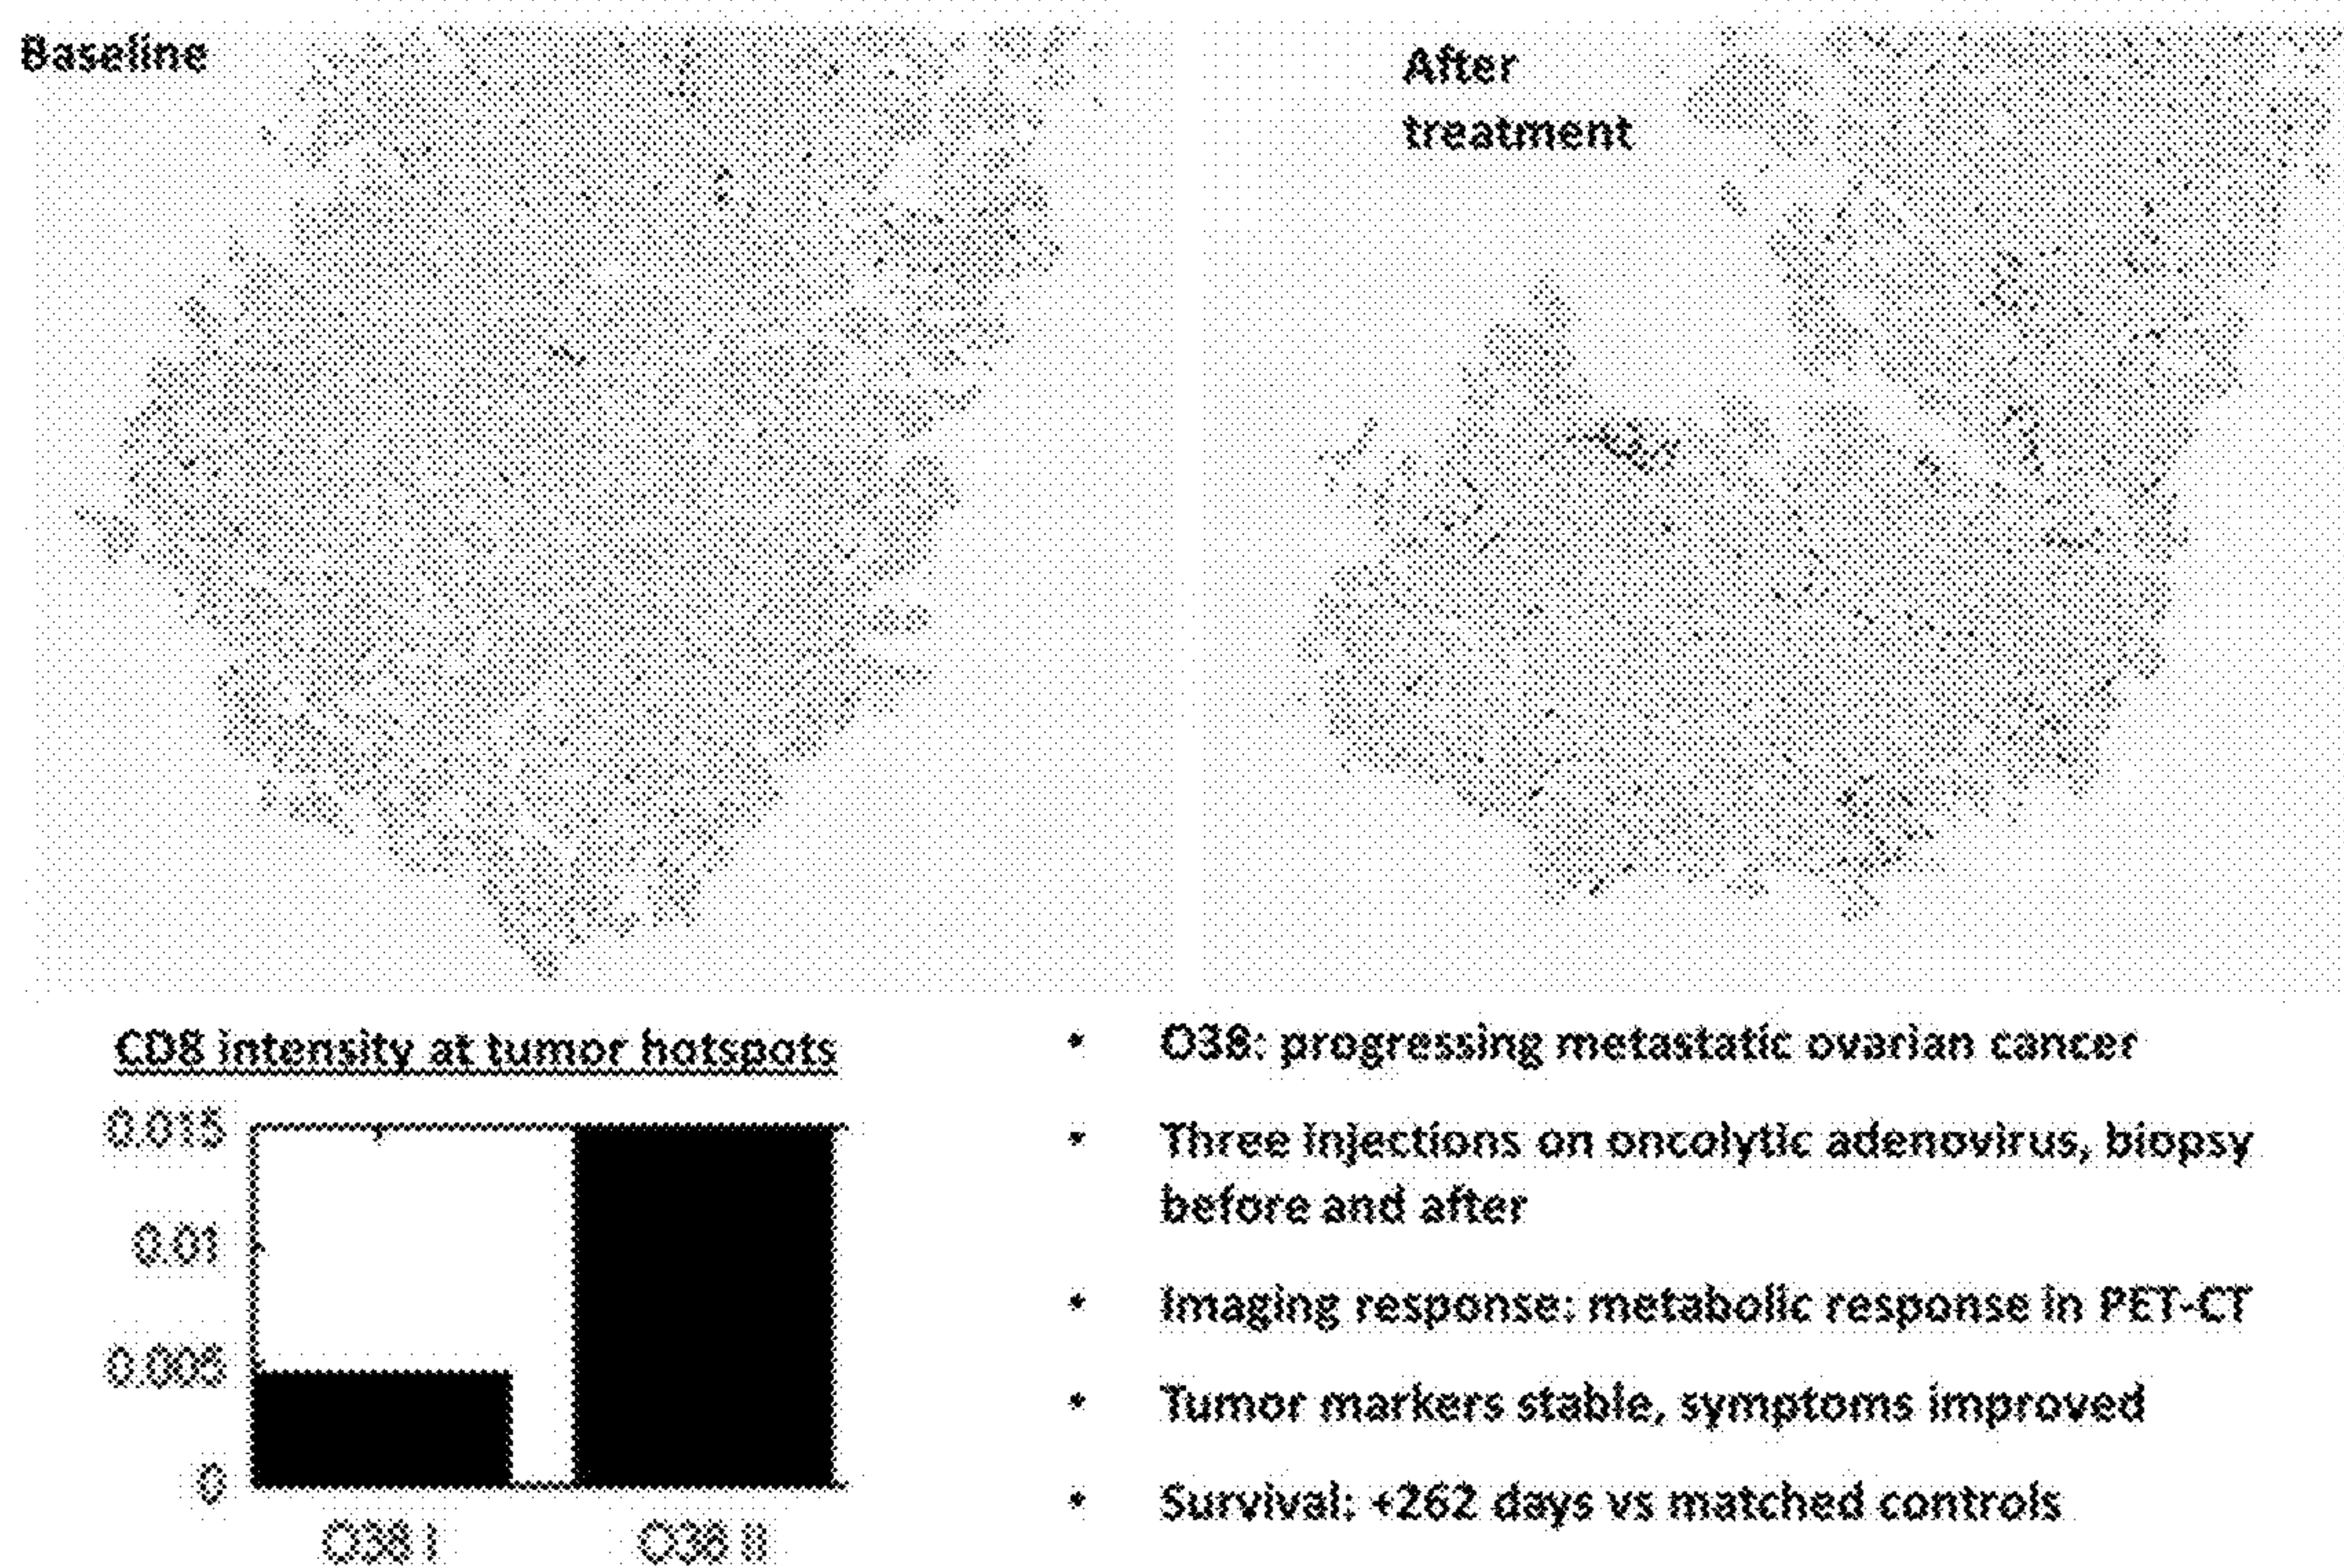 Baseline
After
treatment
CD8 intensity at tumor hotspots
0.015
0.01
0.005
0
O38 I
O38 II
• O38: progressing metastatic ovarian cancer
• Three injections on oncolytic adenovirus, biopsy
before and after
• Imaging response: metabolic response in PET-CT
• Tumor markers stable, symptoms improved
• Survival: +262 days vs matched controls